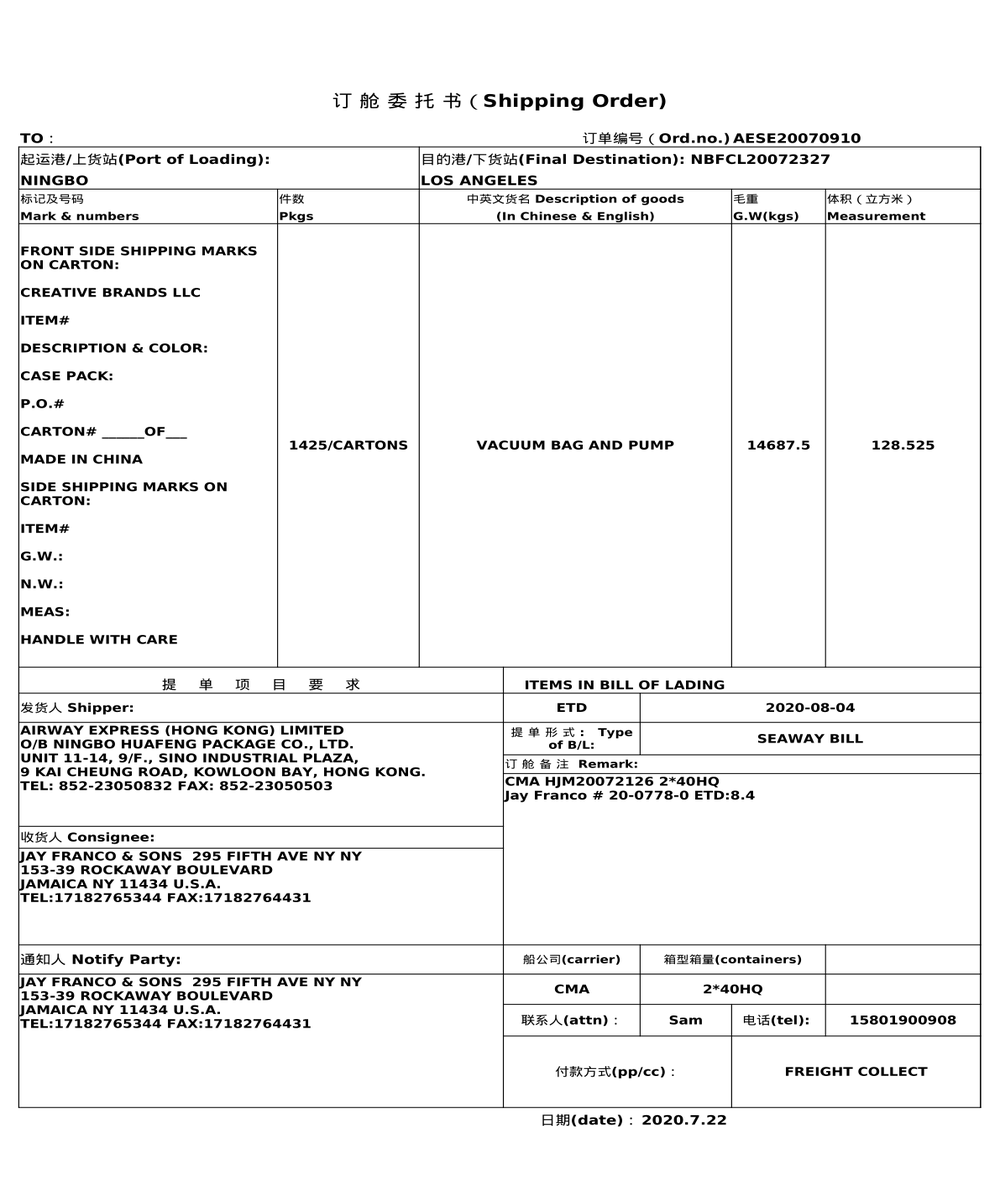 订 舱 委 托 书（Shipping Order)
TO：
订单编号（Ord.no.) AESE20070910
起运港/上货站(Port of Loading):
NINGBO
目的港/下货站(Final Destination): NBFCL20072327
LOS ANGELES
标记及号码
Mark & numbers
件数
Pkgs
中英文货名 Description of goods
(In Chinese & English)
毛重
G.W(kgs)
体积（立方米）
Measurement
FRONT SIDE SHIPPING MARKS
ON CARTON:
CREATIVE BRANDS LLC
ITEM#
DESCRIPTION & COLOR:
CASE PACK:
P.O.#
CARTON# ______OF___
MADE IN CHINA
SIDE SHIPPING MARKS ON
CARTON:
ITEM#
G.W.:
N.W.:
MEAS:
HANDLE WITH CARE
1425/CARTONS
VACUUM BAG AND PUMP
14687.5
128.525
提 单 项 目 要 求
ITEMS IN BILL OF LADING
发货人 Shipper:
AIRWAY EXPRESS (HONG KONG) LIMITED
O/B NINGBO HUAFENG PACKAGE CO., LTD.
UNIT 11-14, 9/F., SINO INDUSTRIAL PLAZA,
9 KAI CHEUNG ROAD, KOWLOON BAY, HONG KONG.
TEL: 852-23050832 FAX: 852-23050503
ETD
2020-08-04
提 单 形 式： Type
of B/L:
SEAWAY BILL
订 舱 备 注 Remark:
CMA HJM20072126 2*40HQ
Jay Franco # 20-0778-0 ETD:8.4
收货人 Consignee:
JAY FRANCO & SONS  295 FIFTH AVE NY NY
153-39 ROCKAWAY BOULEVARD
JAMAICA NY 11434 U.S.A.
TEL:17182765344 FAX:17182764431
通知人 Notify Party:
JAY FRANCO & SONS  295 FIFTH AVE NY NY
153-39 ROCKAWAY BOULEVARD
JAMAICA NY 11434 U.S.A.
TEL:17182765344 FAX:17182764431
船公司(carrier)
箱型箱量(containers)
CMA
2*40HQ
联系人(attn)：
Sam
电话(tel):
15801900908
付款方式(pp/cc)：
FREIGHT COLLECT
日期(date)：2020.7.22